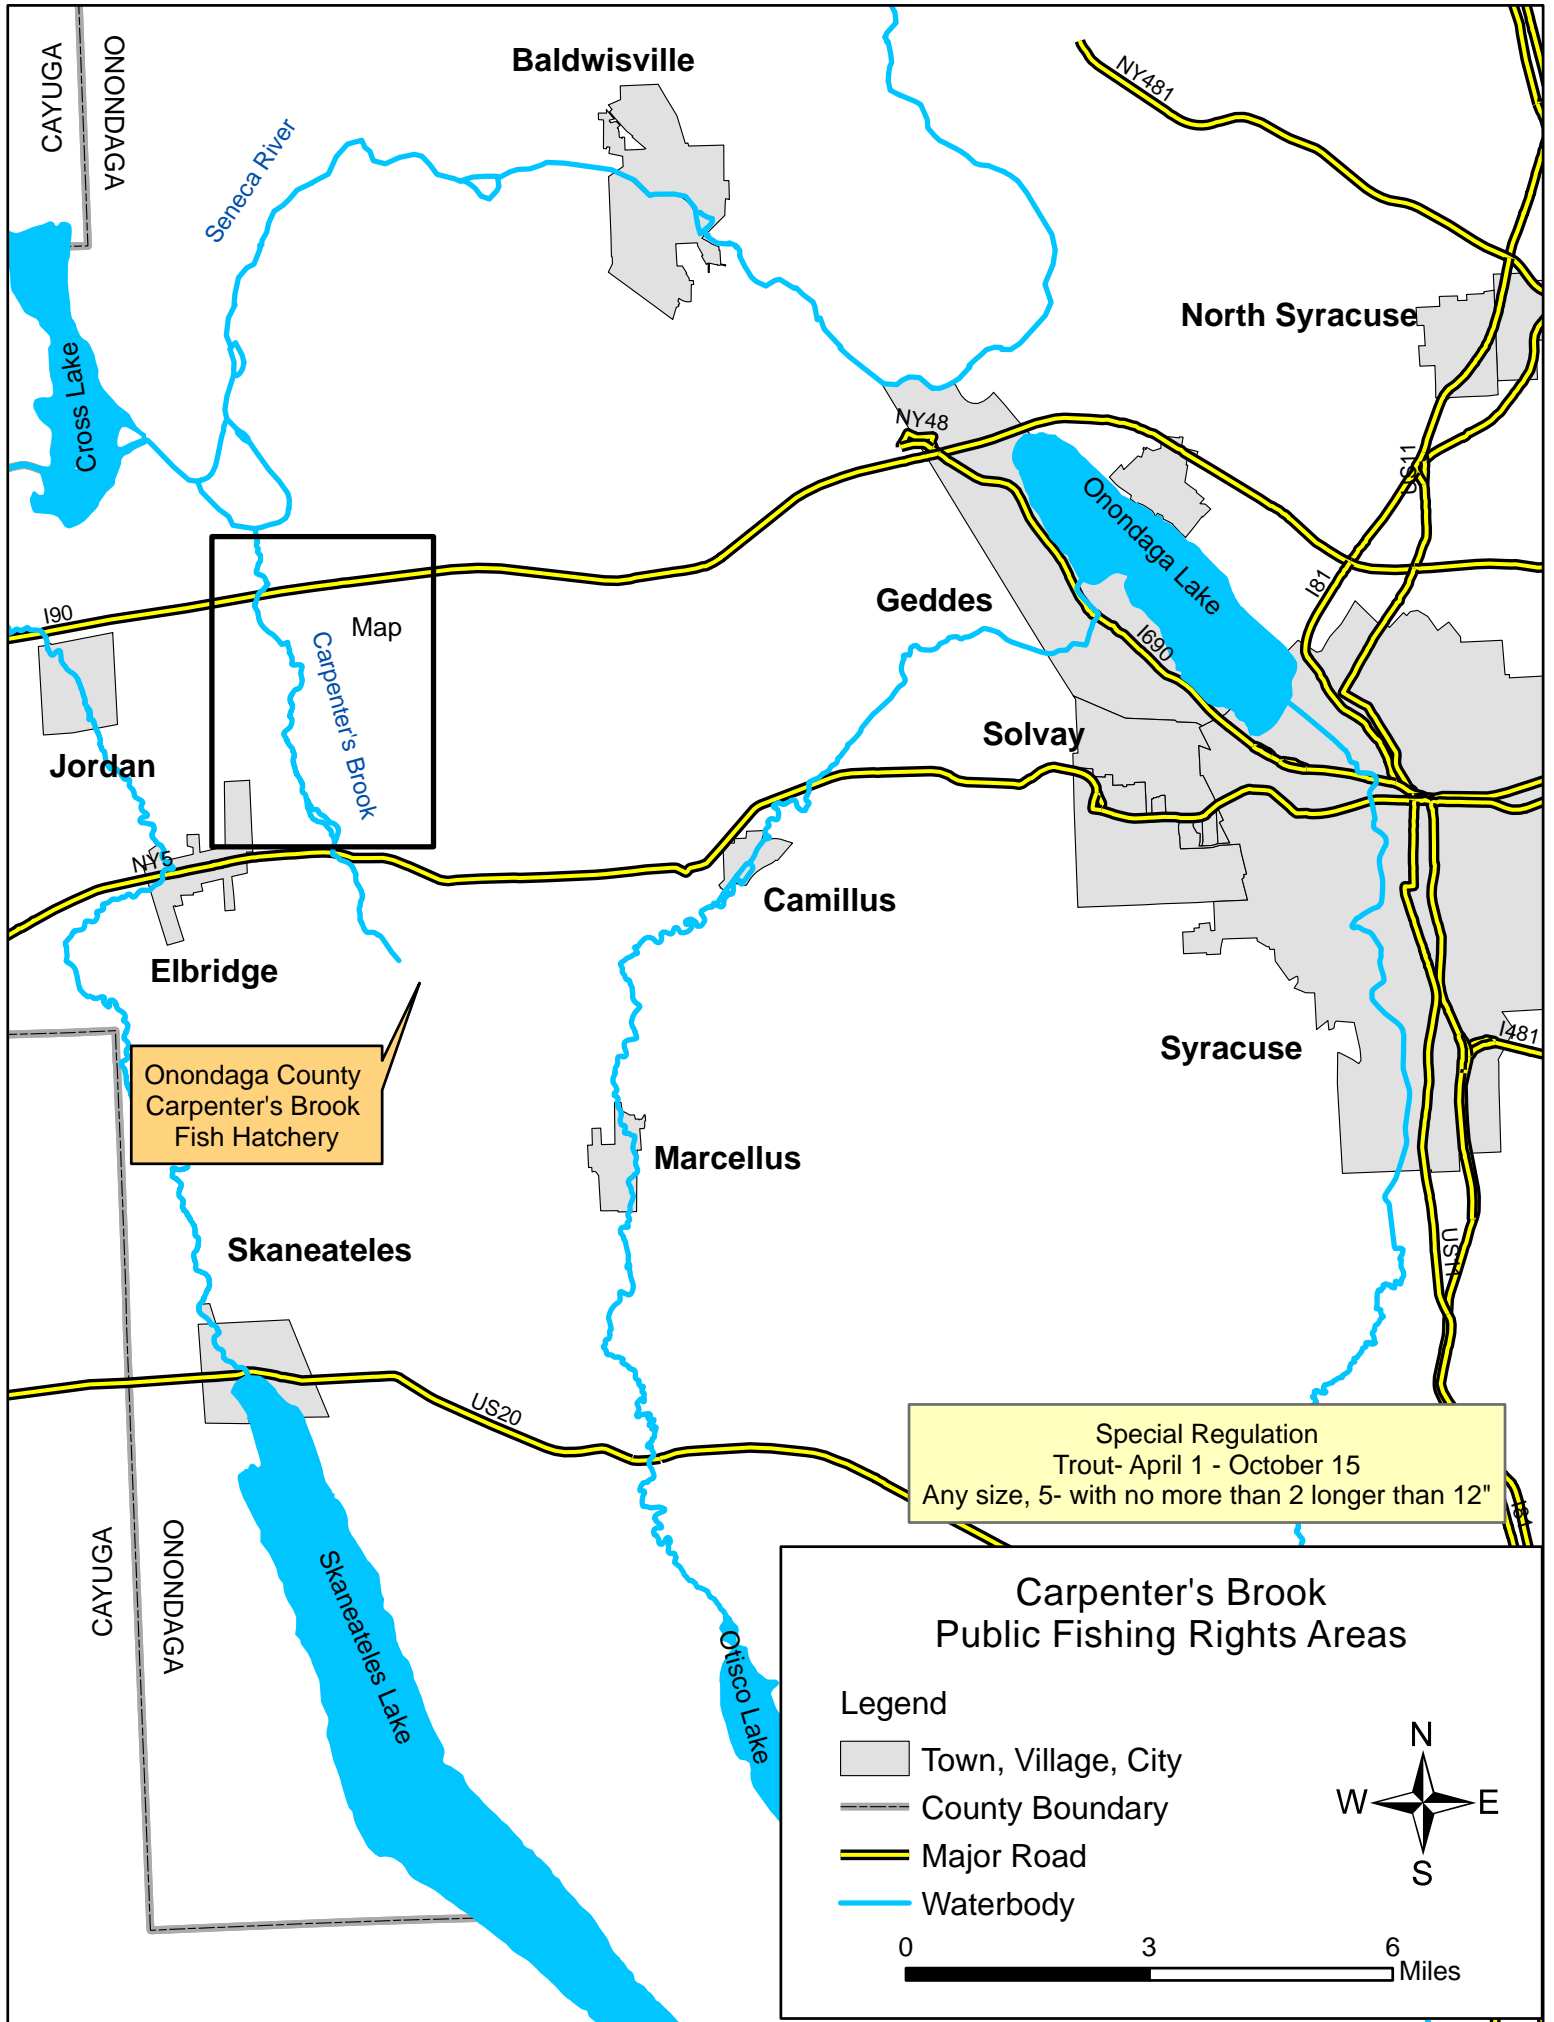 CAYUGA
ONONDAGA
Baldwisville
NY481
Seneca River
North Syracuse
Cross Lake
NY48
US11
Onondaga Lake
I90
Map
Geddes
I81
Carpenter's Brook
I690
Solvay
Jordan
NY5
Camillus
Elbridge
I481
Syracuse
Onondaga County
Carpenter's Brook
Fish Hatchery
Marcellus
Skaneateles
US11
US20
Special Regulation
Trout- April 1 - October 15
Any size, 5- with no more than 2 longer than 12"
I81
CAYUGA
ONONDAGA
Skaneateles Lake
Otisco Lake
Carpenter's Brook
Public Fishing Rights Areas
Legend
Town, Village, City
County Boundary
Major Road
Waterbody
N
W
E
S
0 3 6
Miles